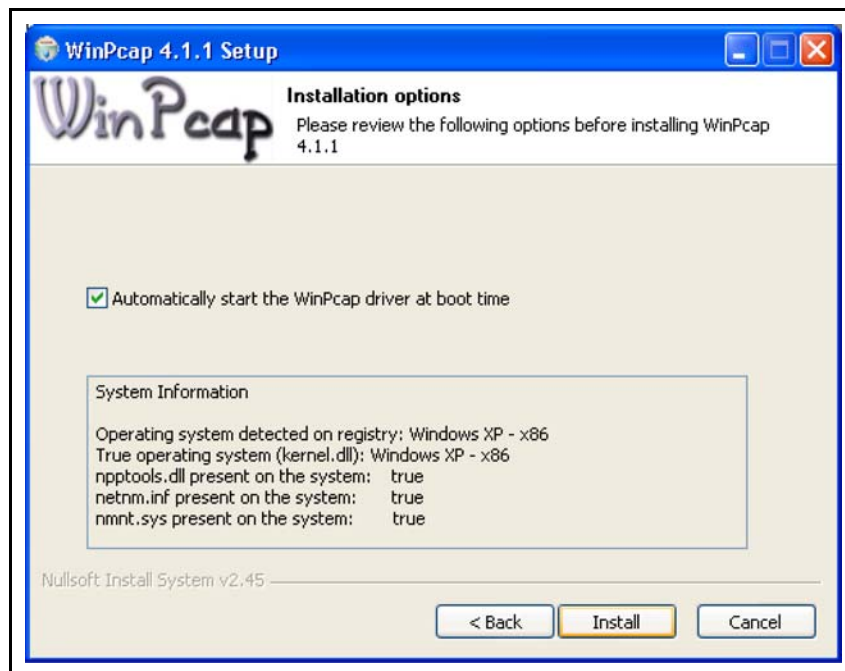 WinPcap 4.1.1 Setup
WinPcap
Installation options
Please review the following options before installing WinPcap
4.1.1
Automatically start the WinPcap driver at boot time
System Information
Operating system detected on registry: Windows XP - x86
True operating system (kernel.dll): Windows XP - x86
npptools.dll present on the system: true
netnm.inf present on the system: true
nmnt.sys present on the system: true
Nullsoft Install System v2.45
< Back Install Cancel